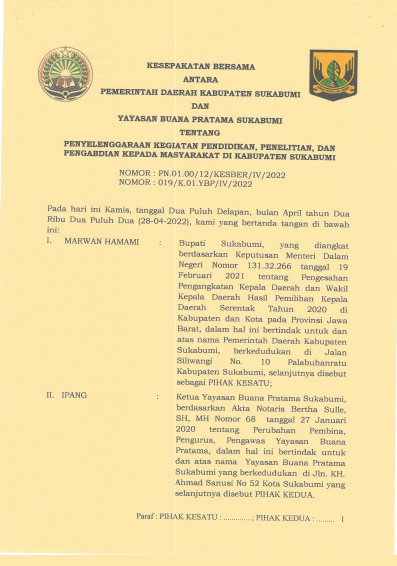 KESEPAKATAN BERSAMA
ANTARA
PEMERINTAH DAERAH KABUPATEN SUKABUMI
DAN
YAYASAN BUANA PRATAMA SUKABUMI
TENTANG
PENYELENGGARAAN KEGIATAN PENDIDIKAN, PENELITIAN, DAN
PENGABDIAN KEPADA MASYARAKAT DI KABUPATEN SUKABUMI
NOMOR : PN.01.00/12/KESBER/IV/2022
NOMOR : 019/K.01.YBP/IV/2022
Pada hari ini Kamis, tanggal Dua Puluh Delapan, bulan April tahun Dua
Ribu Dua Puluh Dua (28-04-2022), kami yang bertanda tangan di bawah
ini:
I. MARWAN HAMAMI : Bupati Sukabumi, yang diangkat
berdasarkan Keputusan Menteri Dalam
Negeri Nomor 131.32.266 tanggal 19
Februari 2021 tentang Pengesahan
Pengangkatan Kepala Daerah dan Wakil
Kepala Daerah Hasil Pemilihan Kepala
Daerah Serentak Tahun 2020 di
Kabupaten dan Kota pada Provinsi Jawa
Barat, dalam hal ini bertindak untuk dan
atas nama Pemerintah Daerah Kabupaten
Sukabumi, berkedudukan di Jalan
Siliwangi No. 10 Palabuhanratu
Kabupaten Sukabumi, selanjutnya disebut
sebagai PIHAK KESATU;
II. IPANG : Ketua Yayasan Buana Pratama Sukabumi,
berdasarkan Akta Notaris Bertha Sulle,
SH, MH Nomor 68 tanggal 27 Januari
2020 tentang Perubahan Pembina,
Pengurus, Pengawas Yayasan Buana
Pratama, dalam hal ini bertindak untuk
dan atas nama Yayasan Buana Pratama
Sukabumi yang berkedudukan di Jln. KH.
Ahmad Sanusi No 52 Kota Sukabumi yang
selanjutnya disebut PIHAK KEDUA.
Paraf : PIHAK KESATU : ..............; PIHAK KEDUA : ......... 1